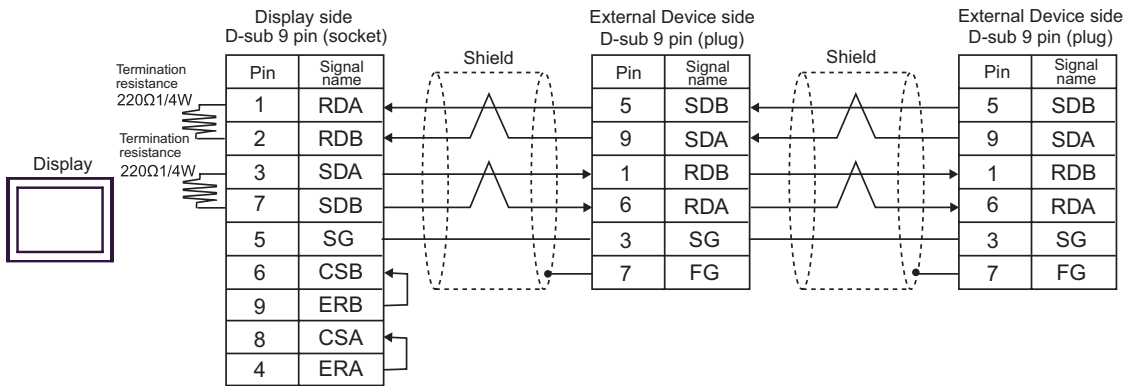 Display side
D-sub 9 pin (socket)
External Device side
D-sub 9 pin (plug)
External Device side
D-sub 9 pin (plug)
Shield
Shield
Termination
resistance
220Ω1/4W
Termination
resistance
220Ω1/4W
Display
Pin Signal name
1 RDA
2 RDB
3 SDA
7 SDB
5 SG
6 CSB
9 ERB
8 CSA
4 ERA
Pin Signal name
5 SDB
9 SDA
1 RDB
6 RDA
3 SG
7 FG
Pin Signal name
5 SDB
9 SDA
1 RDB
6 RDA
3 SG
7 FG